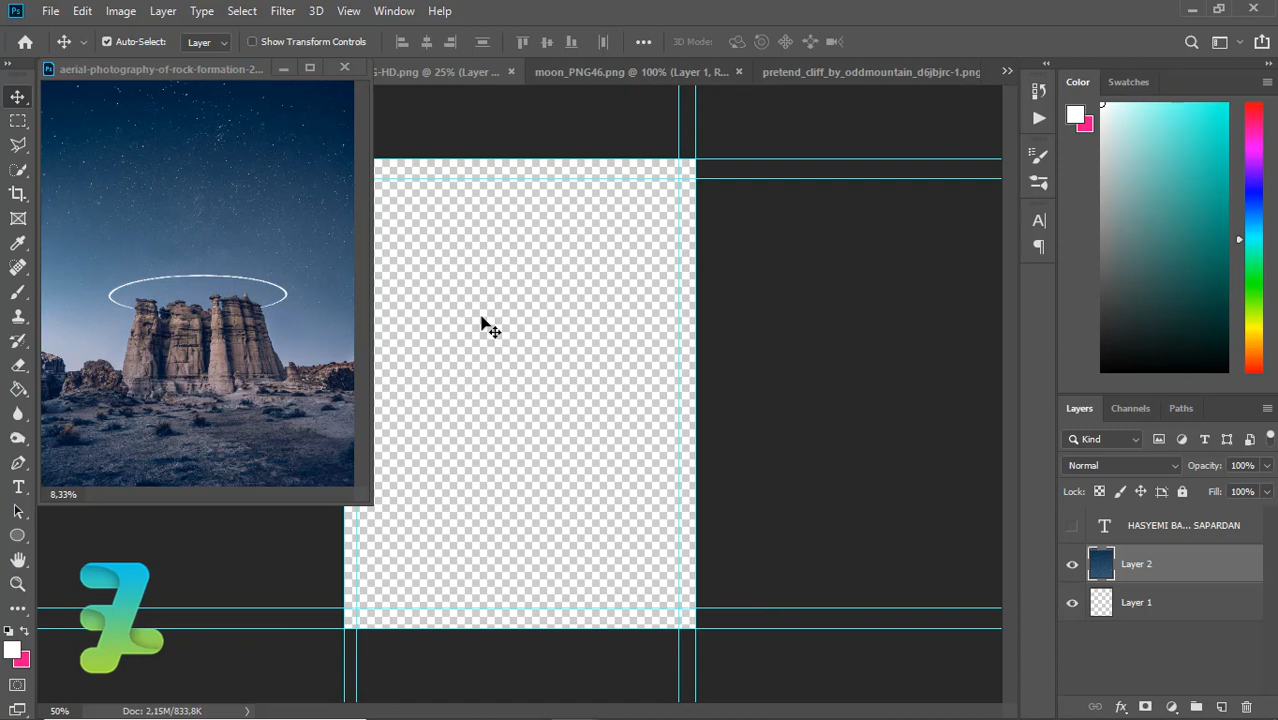 Ps File Edit Image Layer Type Select Filter 3D View Window Help
Auto-Select: Layer Show Transform Controls 3D Mode:
aerial-photography-of-rock-formation-2... G-HD.png @ 25% (Layer ... moon_PNG46.png @ 100% (Layer 1, R... pretend_cliff_by_oddmountain_d6jbjrc-1.png
Color Swatches
8,33%
Layers Channels Paths
Kind
Normal Opacity: 100%
Lock: Fill: 100%
HASYEMI BA... SAPARDAN
Layer 2
Layer 1
50% Doc: 2,15M/833,8K